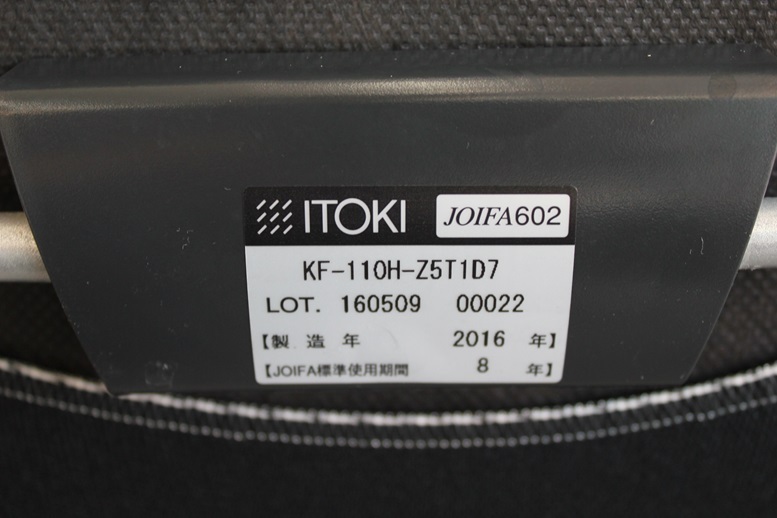 ITOKI JOIFA602
KF-110H-Z5T1D7
LOT. 160509 00022
【製 造 年 2016 年】
【JOIFA標準使用期間 8 年】